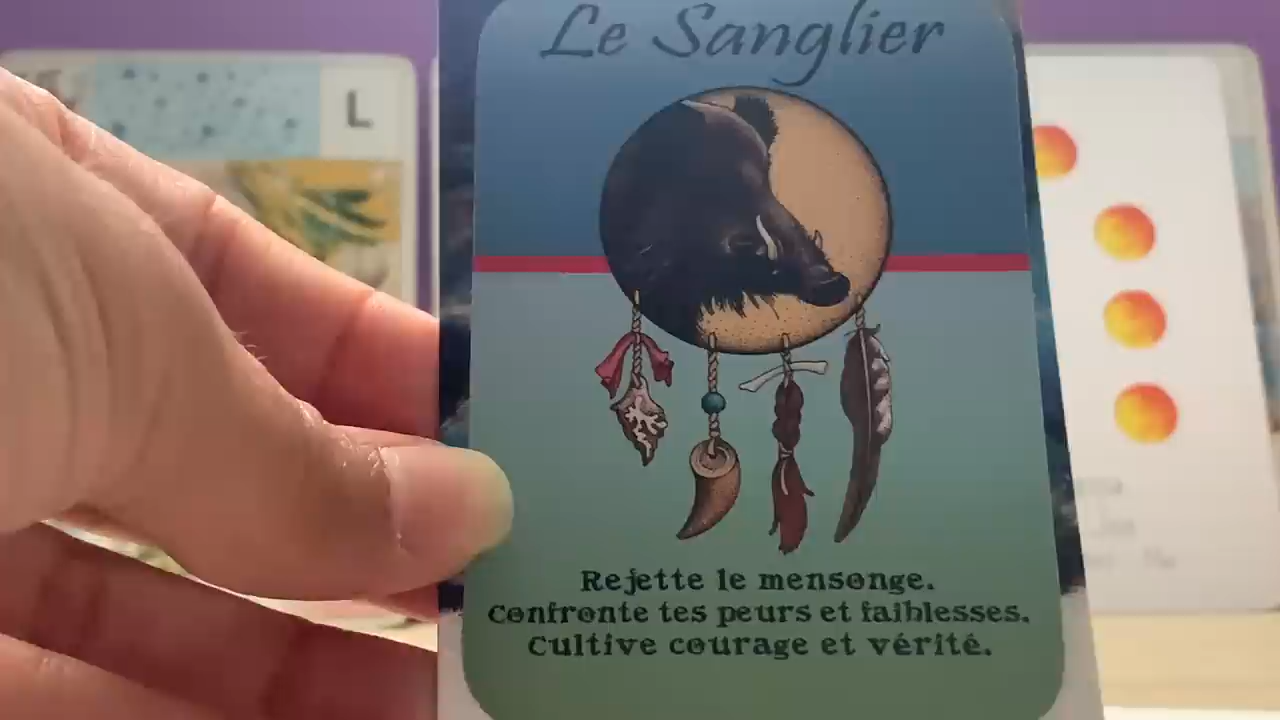 Le Sanglier
L
Rejette le mensonge.
Confronte tes peurs et faiblesses.
Cultive courage et vérité.